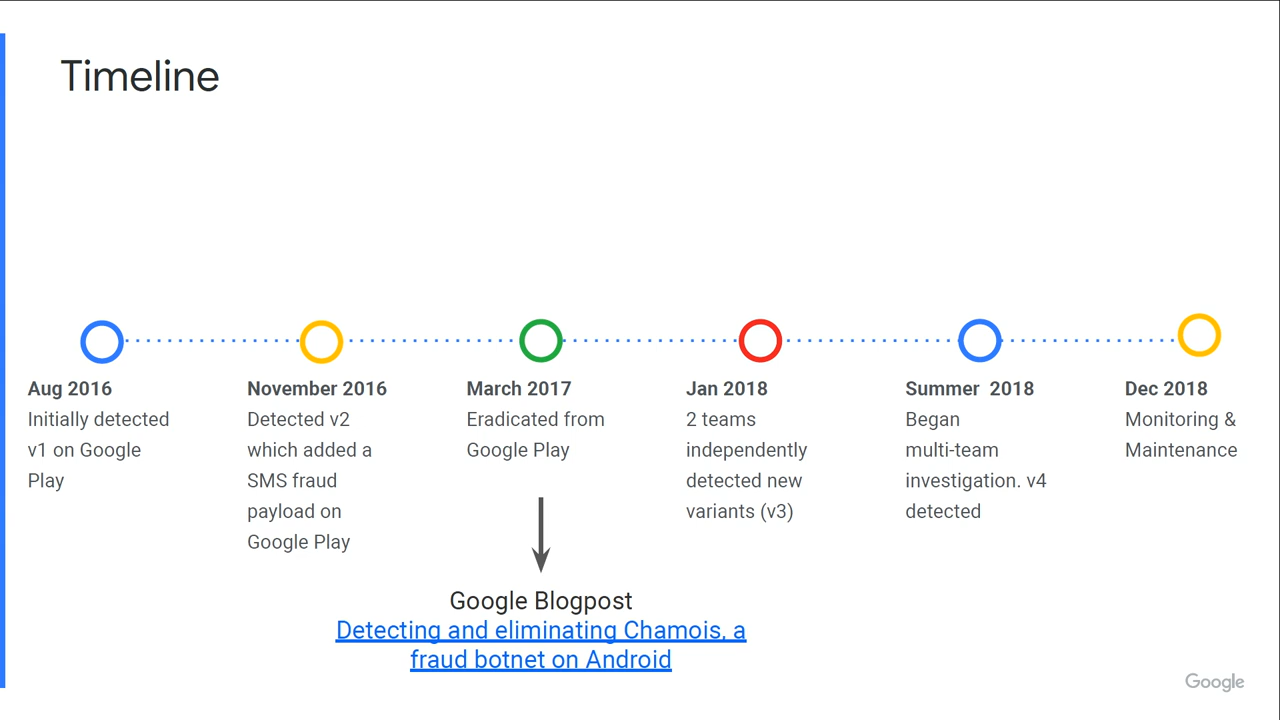 Timeline
Aug 2016
Initially detected
v1 on Google
Play
November 2016
Detected v2
which added a
SMS fraud
payload on
Google Play
March 2017
Eradicated from
Google Play
Jan 2018
2 teams
independently
detected new
variants (v3)
Summer  2018
Began
multi-team
investigation. v4
detected
Dec 2018
Monitoring &
Maintenance
Google Blogpost
Detecting and eliminating Chamois, a
fraud botnet on Android
Google